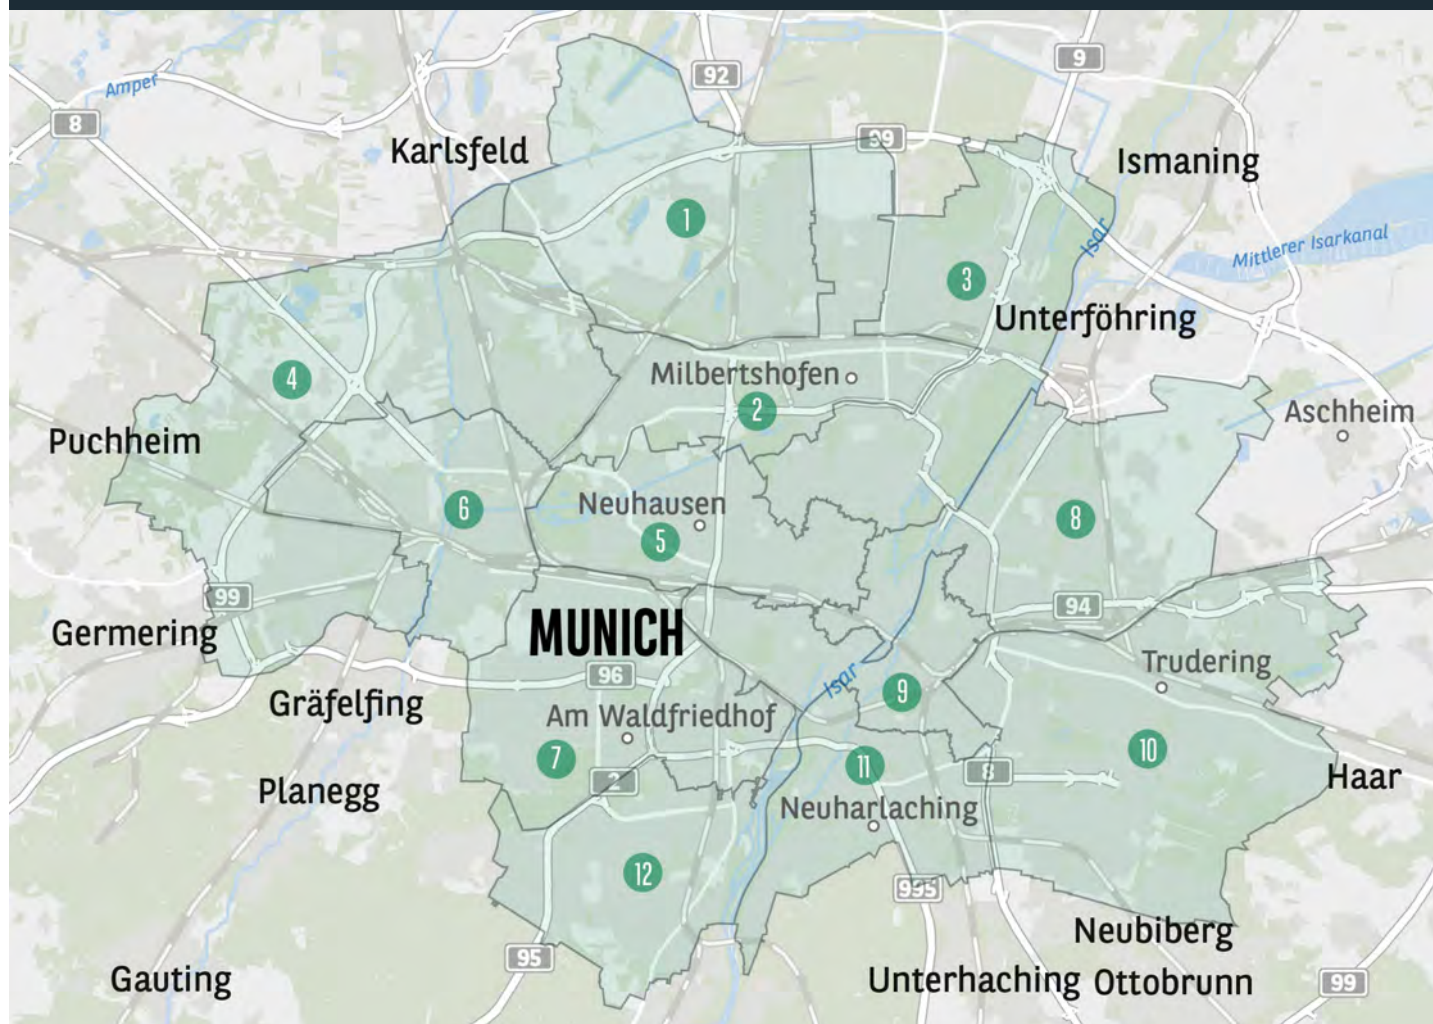 92
9
Amper
8
99
Karlsfeld
Ismaning
1
Isar
Mittlerer Isarkanal
3
Unterföhring
4
Milbertshofen
2
Aschheim
Puchheim
6
Neuhausen
5
8
99
94
Germering
MUNICH
Trudering
96
Isar
9
Gräfelfing
Am Waldfriedhof
7
11
10
2
8
Haar
Planegg
Neuharlaching
12
995
Neubiberg
95
Gauting
Unterhaching
Ottobrunn
99